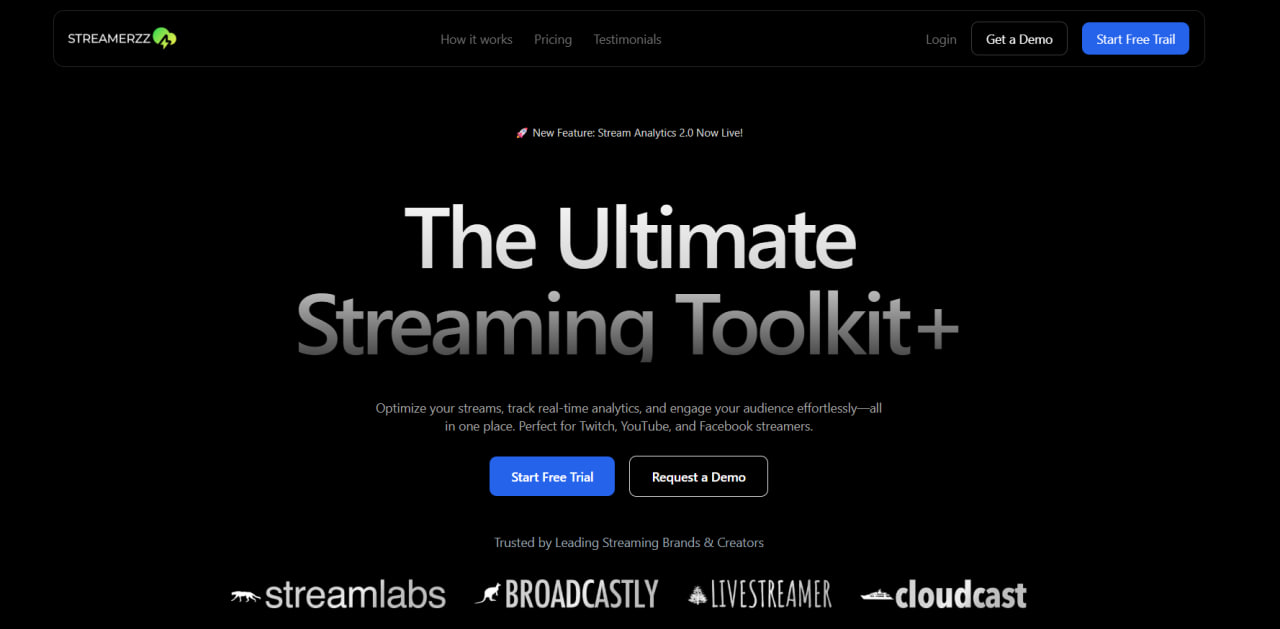 STREAMERZZ
How it works
Pricing
Testimonials
Login
Get a Demo
Start Free Trail
🚀 New Feature: Stream Analytics 2.0 Now Live!
The Ultimate
Streaming Toolkit+
Optimize your streams, track real-time analytics, and engage your audience effortlessly—all
in one place. Perfect for Twitch, YouTube, and Facebook streamers.
Start Free Trial
Request a Demo
Trusted by Leading Streaming Brands & Creators
streamlabs
BROADCASTLY
LIVESTREAMER
cloudcast